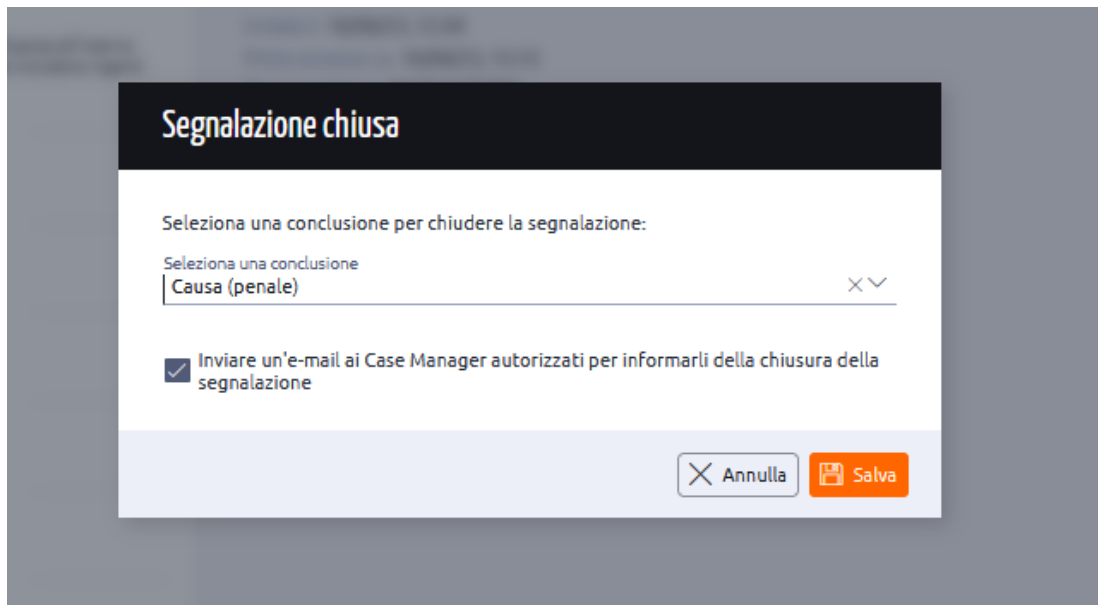 Segnalazione chiusa
Seleziona una conclusione per chiudere la segnalazione:
Seleziona una conclusione
Causa (penale)
Inviare un'e-mail ai Case Manager autorizzati per informarli della chiusura della
segnalazione
Annulla
Salva